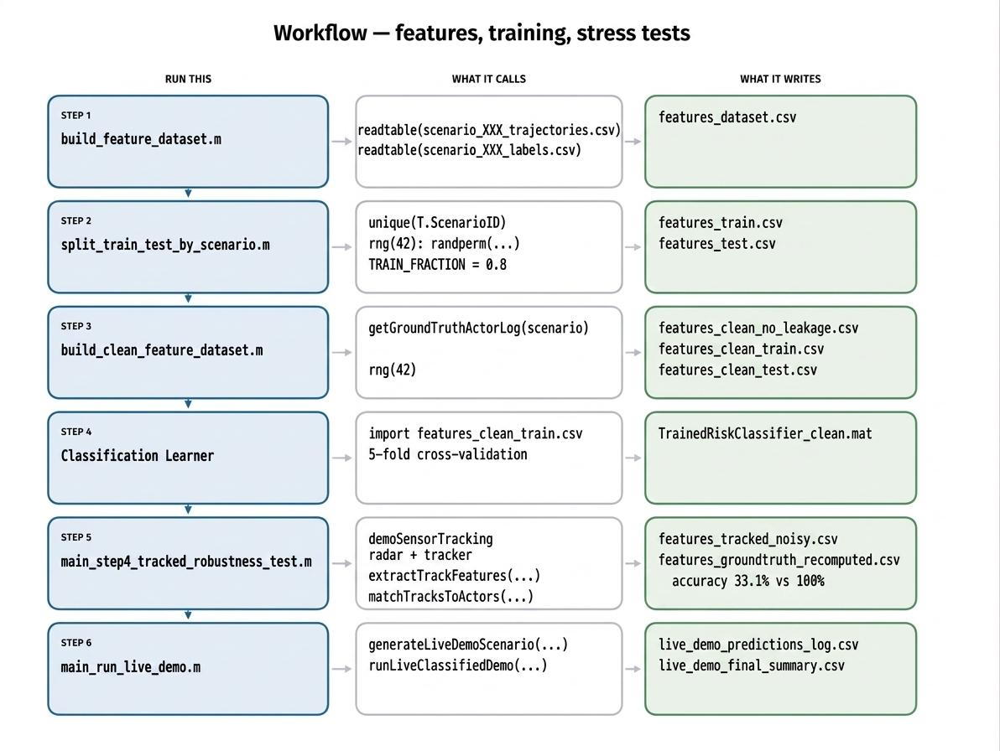 Workflow — features, training, stress tests
RUN THIS
WHAT IT CALLS
WHAT IT WRITES
STEP 1
build_feature_dataset.m
readtable(scenario_XXX_trajectories.csv)
readtable(scenario_XXX_labels.csv)
features_dataset.csv
STEP 2
split_train_test_by_scenario.m
unique(T.ScenarioID)
rng(42): randperm(...)
TRAIN_FRACTION = 0.8
features_train.csv
features_test.csv
STEP 3
build_clean_feature_dataset.m
getGroundTruthActorLog(scenario)
rng(42)
features_clean_no_leakage.csv
features_clean_train.csv
features_clean_test.csv
STEP 4
Classification Learner
import features_clean_train.csv
5-fold cross-validation
TrainedRiskClassifier_clean.mat
STEP 5
main_step4_tracked_robustness_test.m
demoSensorTracking
radar + tracker
extractTrackFeatures(...)
matchTracksToActors(...)
features_tracked_noisy.csv
features_groundtruth_recomputed.csv
accuracy 33.1% vs 100%
STEP 6
main_run_live_demo.m
generateLiveDemoScenario(...)
runLiveClassifiedDemo(...)
live_demo_predictions_log.csv
live_demo_final_summary.csv